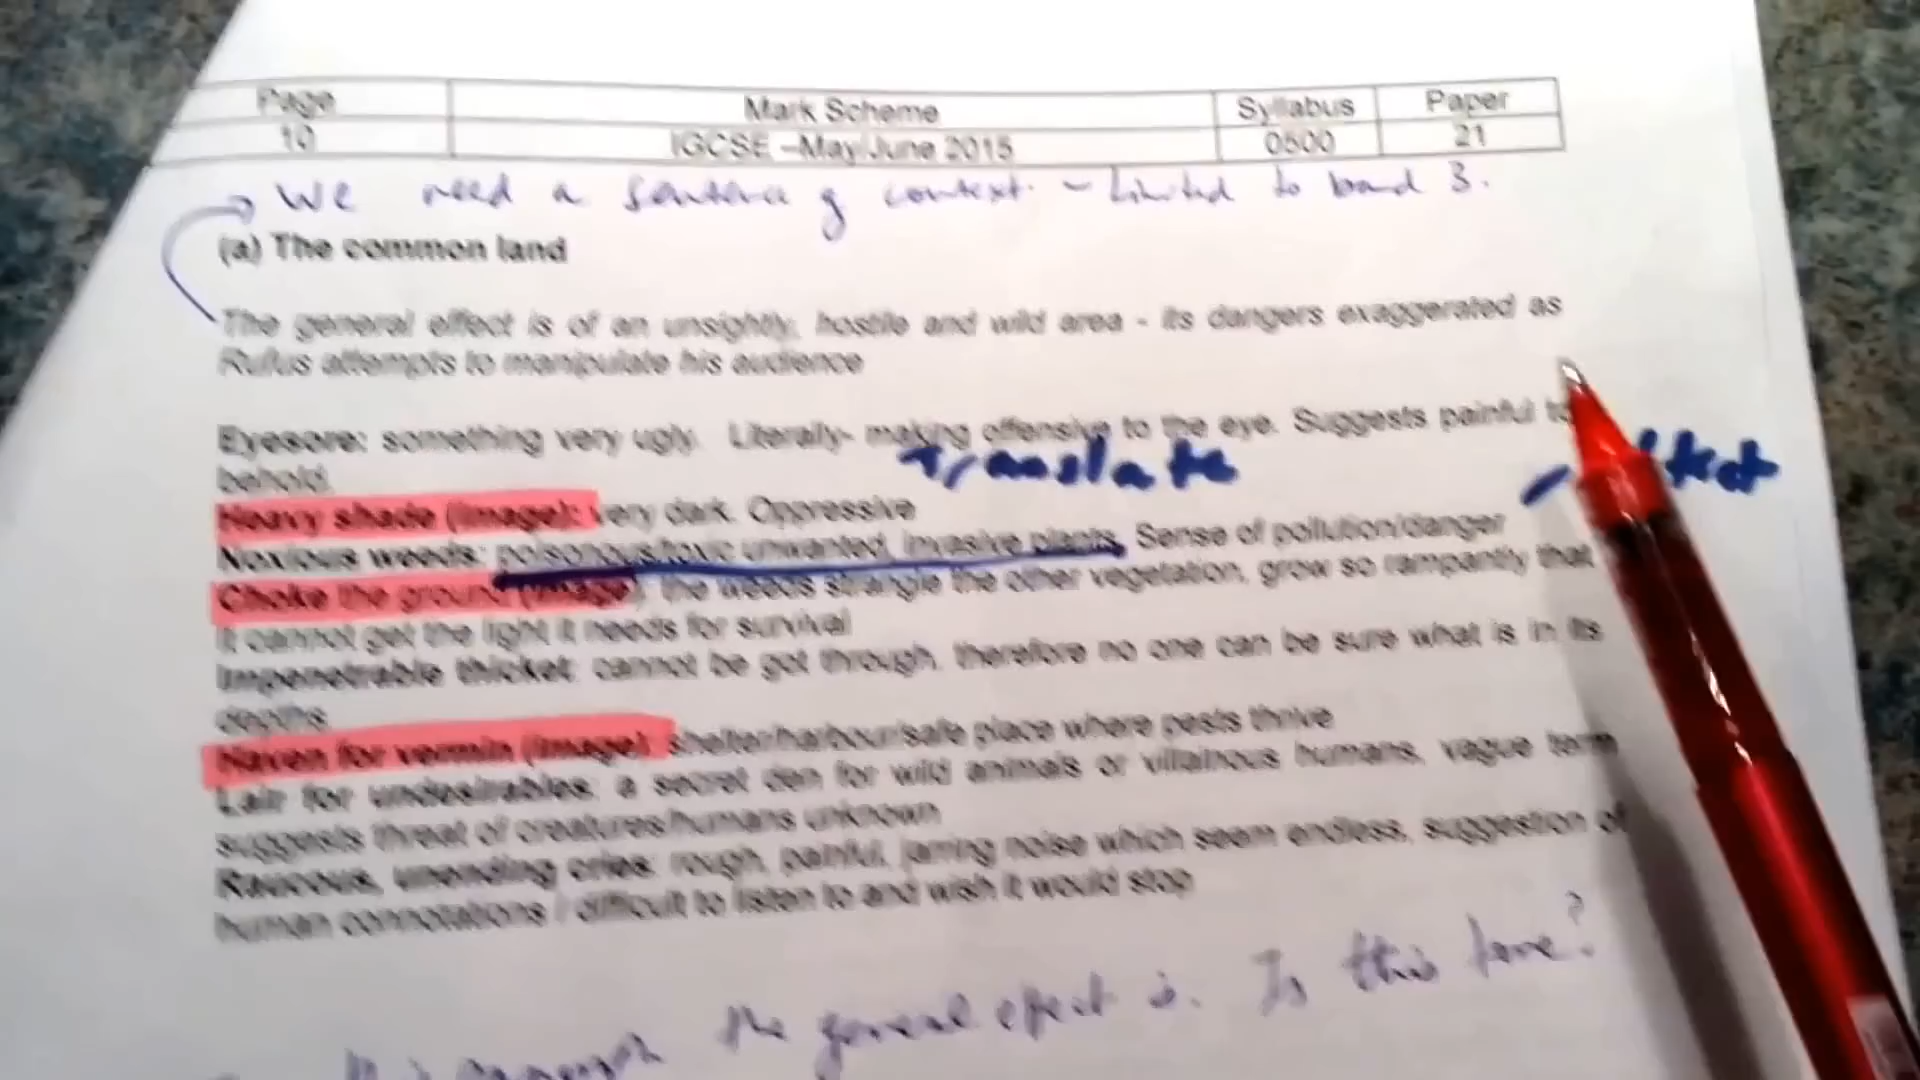 Page Mark Scheme Syllabus Paper
10 IGCSE –May/June 2015 0500 21
We need a sentence of context. – Limited to band 3.
(a) The common land
The general effect is of an unsightly, hostile and wild area - its dangers exaggerated as
Rufus attempts to manipulate his audience
Eyesore: something very ugly. Literally- making offensive to the eye. Suggests painful to
behold.
Translate
Heavy shade (image): very dark. Oppressive
Noxious weeds: poisonous/toxic unwanted, invasive plants. Sense of pollution/danger
Choke the ground (image): the weeds strangle the other vegetation, grow so rampantly that
it cannot get the light it needs for survival
Impenetrable thicket: cannot be got through, therefore no one can be sure what is in its
depths
Haven for vermin (image): shelter/harbour/safe place where pests thrive
Lair for undesirables: a secret den for wild animals or villainous humans, vague term
suggests threat of creatures/humans unknown
Raucous, unending cries: rough, painful, jarring noise which seem endless, suggestion of
human connotations / difficult to listen to and wish it would stop
the general effect is. Is this tone?